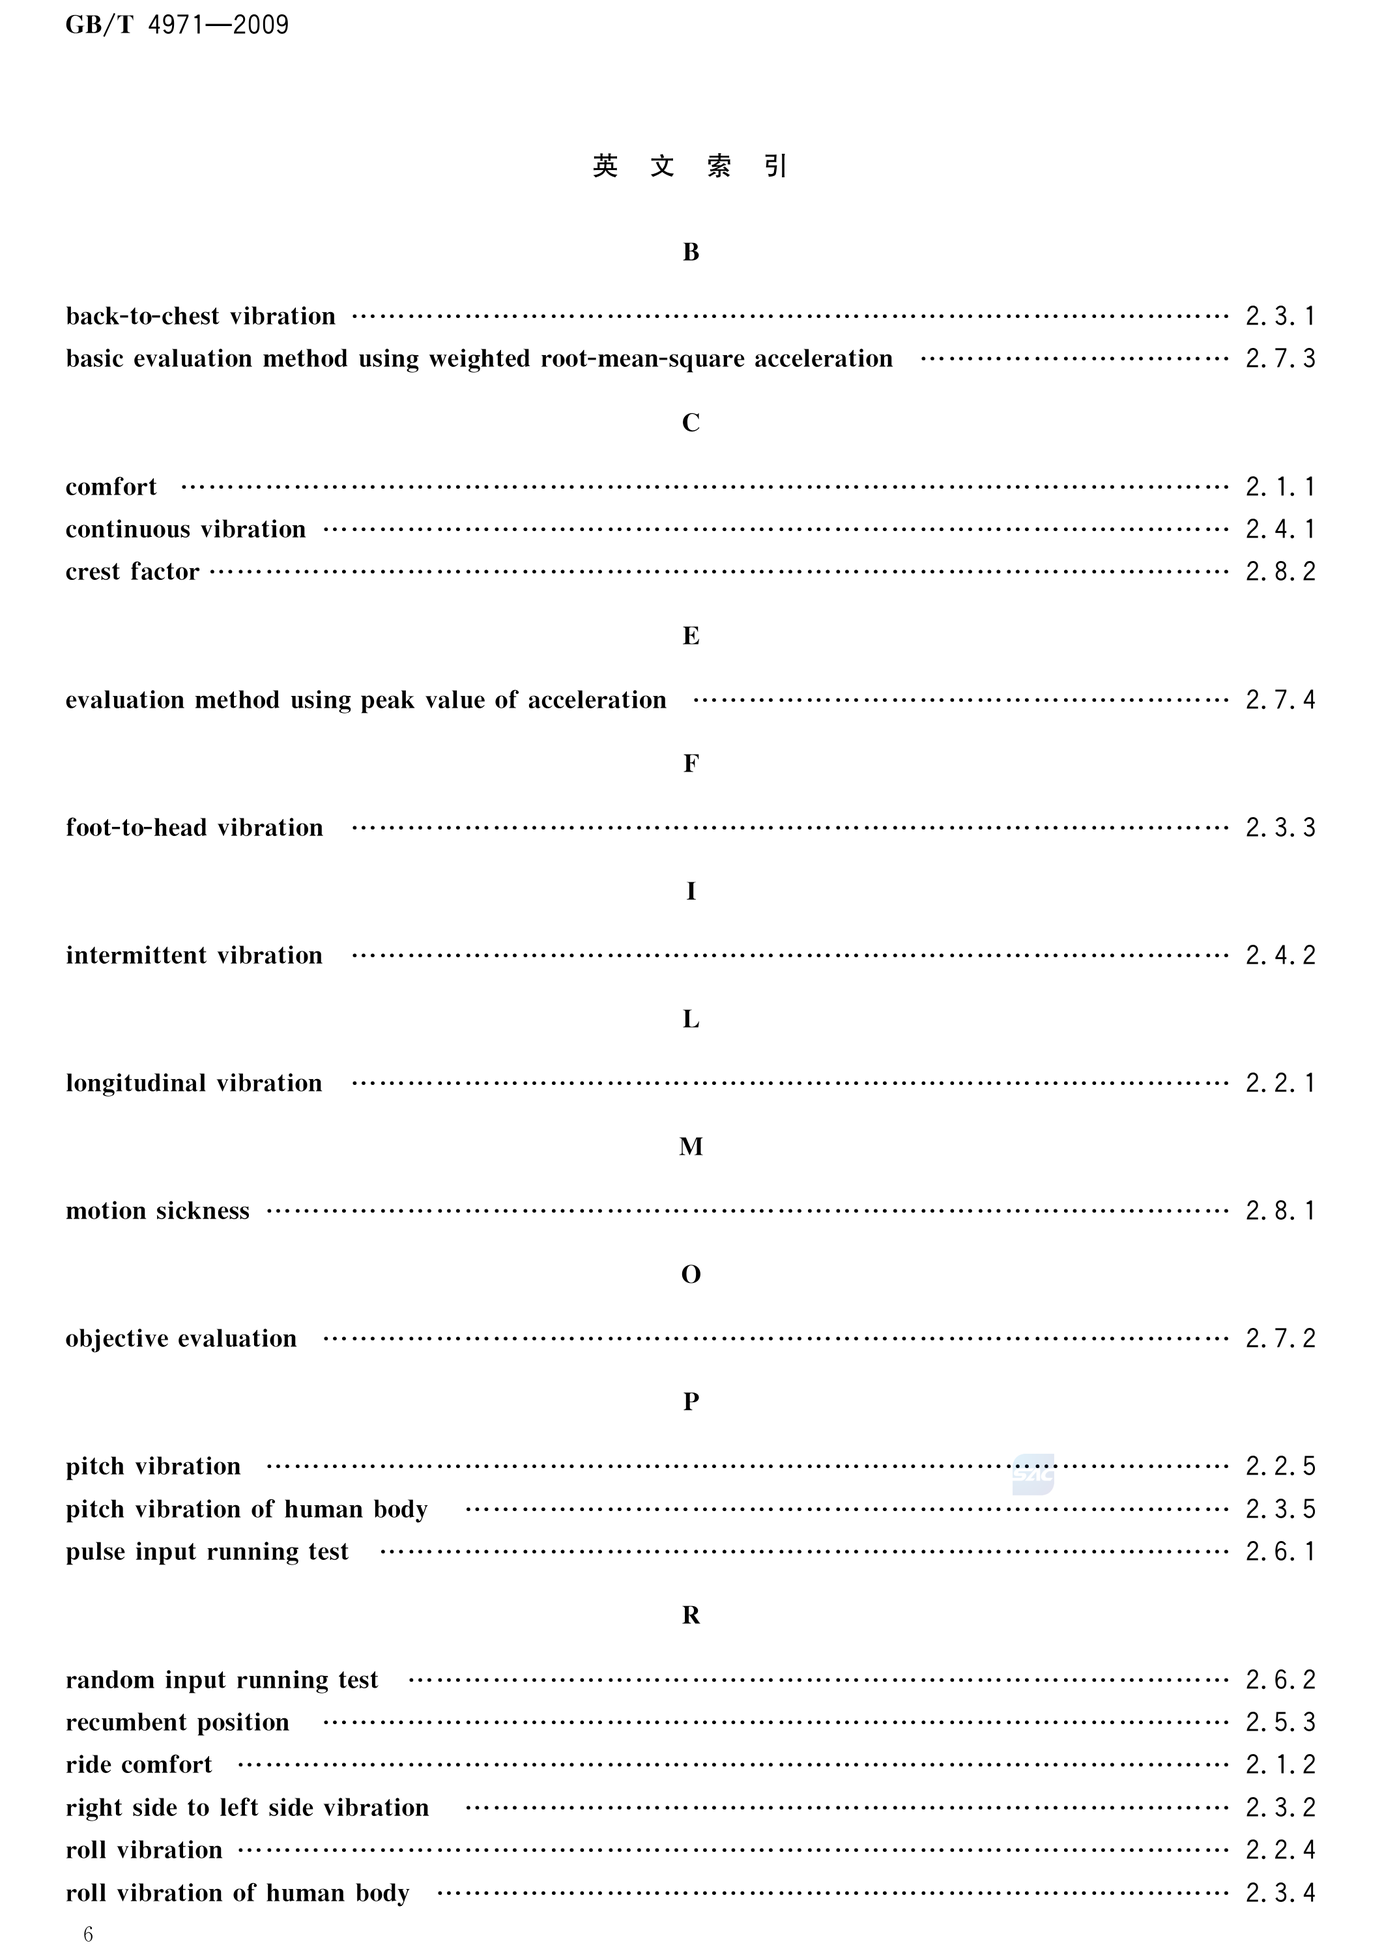 GB/T 4971—2009
英 文 索 引
B
back-to-chest vibration …… 2.3.1
basic evaluation method using weighted root-mean-square acceleration …… 2.7.3
C
comfort …… 2.1.1
continuous vibration …… 2.4.1
crest factor …… 2.8.2
E
evaluation method using peak value of acceleration …… 2.7.4
F
foot-to-head vibration …… 2.3.3
I
intermittent vibration …… 2.4.2
L
longitudinal vibration …… 2.2.1
M
motion sickness …… 2.8.1
O
objective evaluation …… 2.7.2
P
pitch vibration …… 2.2.5
SAC
pitch vibration of human body …… 2.3.5
pulse input running test …… 2.6.1
R
random input running test …… 2.6.2
recumbent position …… 2.5.3
ride comfort …… 2.1.2
right side to left side vibration …… 2.3.2
roll vibration …… 2.2.4
roll vibration of human body …… 2.3.4
6